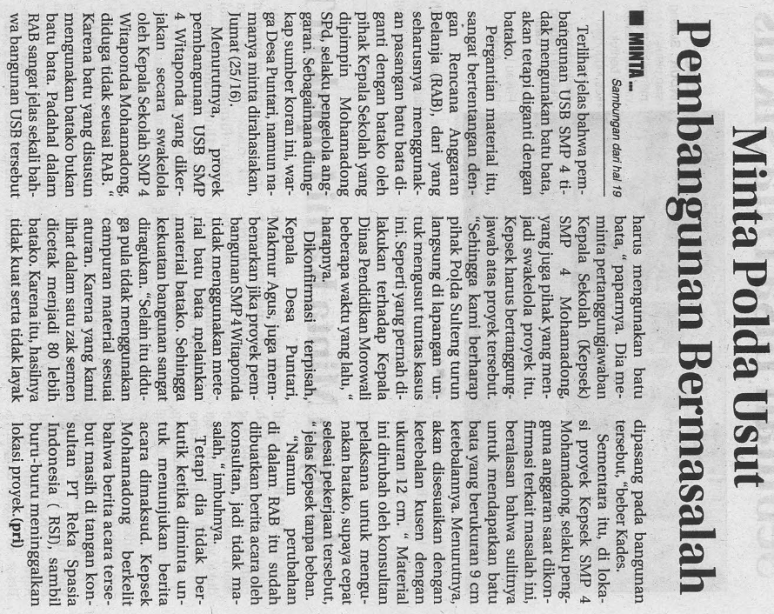 Minta Polda Usut
Pembangunan Bermasalah
■ MINTA...
Sambungan dari hal 19
Terlihat jelas bahwa pem-
bangunan USB SMP 4 ti-
dak mengunakan batu bata,
akan tetapi diganti dengan
batako.
Pergantian material itu,
sangat bertentangan den-
gan Rencana Anggaran
Belanja (RAB), dari yang
seharusnya menggunak-
an pasangan batu bata di-
ganti dengan batako oleh
pihak Kepala Sekolah yang
dipimpin Mohamadong
SPd, selaku pengelola ang-
garan. Sebagaimana diung-
kap sumber koran ini, war-
ga Desa Puntari, namun na-
manya minta dirahasiakan,
Jumat (25/16).
Menurutnya, proyek
pembangunan USB SMP
4 Witaponda yang diker-
jakan secara swakelola
oleh Kepala Sekolah SMP 4
Witaponda Mohamadong,
diduga tidak seusai RAB. "
Karena batu yang disusun
mengunakan batako bukan
batu bata. Padahal dalam
RAB sangat jelas sekali bah-
wa bangunan USB tersebut
harus mengunakan batu
bata, " paparnya. Dia me-
minta pertanggungjawaban
Kepala Sekolah (Kepsek)
SMP 4 Mohamadong,
yang juga pihak yang men-
jadi swakelola proyek itu.
Kepsek harus bertanggung-
jawab atas proyek tersebut.
"Sehingga kami berharap
pihak Polda Sulteng turun
langsung di lapangan un-
tuk mengusut tuntas kasus
ini. Seperti yang pernah di-
lakukan terhadap Kepala
Dinas Pendidikan Morowali
beberapa waktu yang lalu, "
harapnya.
Dikonfirmasi terpisah,
Kepala Desa Puntari,
Makmur Agus, juga mem-
benarkan jika proyek pem-
bangunan SMP 4 Witaponda
tidak menggunakan mete-
rial batu bata melainkan
material batako. Sehingga
kekuatan bangunan sangat
diragukan. "Selain itu didu-
ga pula tidak menggunakan
campuran material sesuai
aturan. Karena yang kami
lihat dalam satu zak semen
dicetak menjadi 80 lebih
batako. Karena itu, hasilnya
tidak kuat serta tidak layak
dipasang pada bangunan
tersebut, "beber Kades.
Sementara itu, di loka-
si proyek Kepsek SMP 4
Mohamadong, selaku peng-
guna anggaran saat dikon-
firmasi terkait masalah ini,
beralasan bahwa sulitnya
untuk mendapatkan batu
bata yang berukuran 9 cm
ketebalannya. Menurutnya,
akan disesuaikan dengan
ketebalan kusen dengan
ukuran 12 cm. " Material
ini dirubah oleh konsultan
pelaksana untuk mengu-
nakan batako, supaya cepat
selesai pekerjaan tersebut,
" jelas Kepsek tanpa beban.
"Namun perubahan
di dalam RAB itu sudah
dibuatkan berita acara oleh
konsultan, jadi tidak ma-
salah, " imbuhnya.
Tetapi dia tidak ber-
kutik ketika diminta un-
tuk menunjukan berita
acara dimaksud. Kepsek
Mohamadong berkelit
bahwa berita acara terse-
but masih di tangan kon-
sultan PT Reka Spasia
Indonesia ( RSI), sambil
buru-buru meninggalkan
lokasi proyek.(pri)